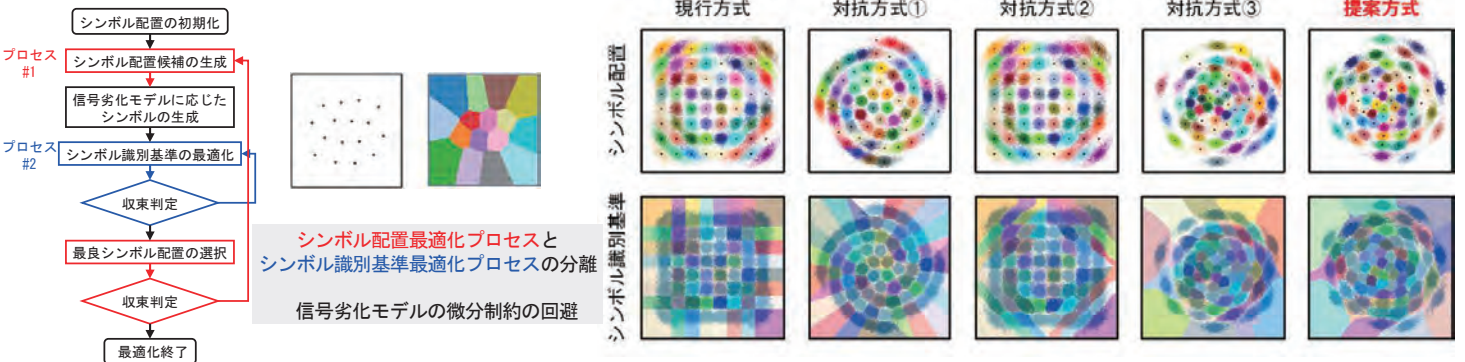 シンボル配置の初期化
プロセス
#1
シンボル配置候補の生成
信号劣化モデルに応じた
シンボルの生成
プロセス
#2
シンボル識別基準の最適化
収束判定
最良シンボル配置の選択
収束判定
最適化終了
シンボル配置最適化プロセスと
シンボル識別基準最適化プロセスの分離
信号劣化モデルの微分制約の回避
現行方式
対抗方式①
対抗方式②
対抗方式③
提案方式
シンボル配置
シンボル識別基準